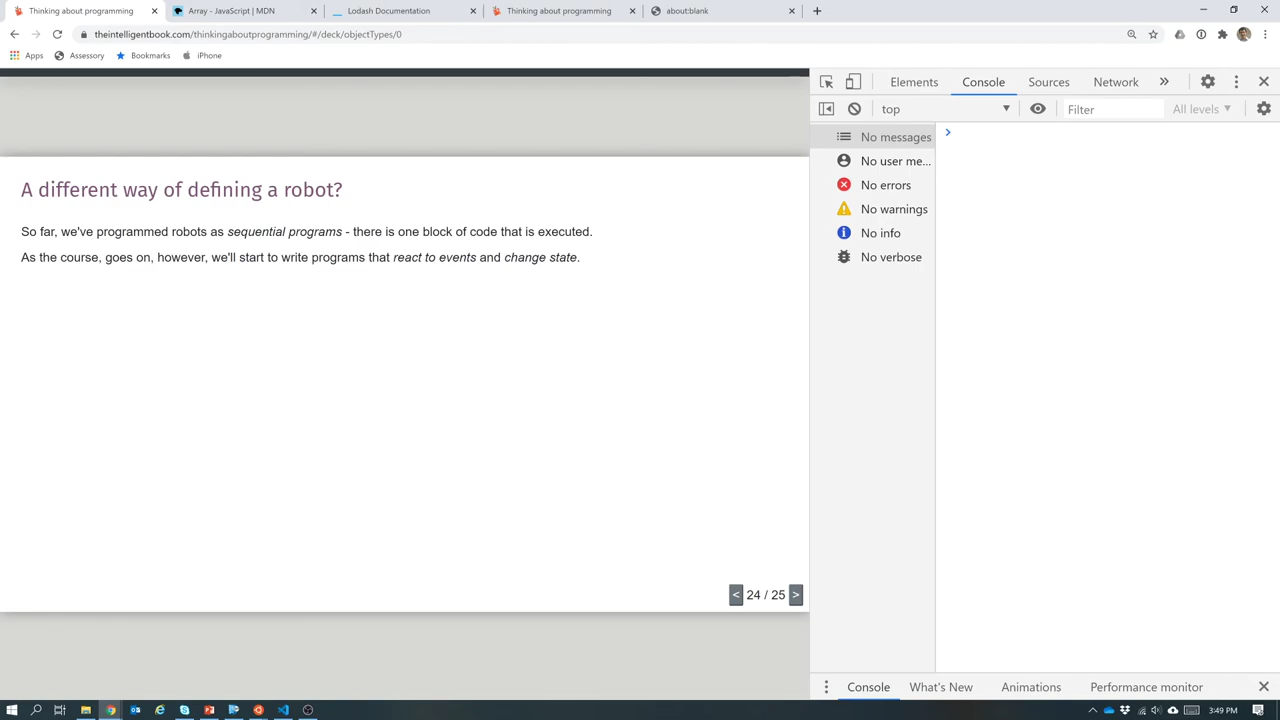 Thinking about programming
Array - JavaScript | MDN
Lodash Documentation
Thinking about programming
about:blank
theintelligentbook.com/thinkingaboutprogramming/#/deck/objectTypes/0
Apps
Assessory
Bookmarks
iPhone
Elements
Console
Sources
Network
top
Filter
All levels
No messages
No user me...
No errors
No warnings
No info
No verbose
A different way of defining a robot?
So far, we've programmed robots as sequential programs - there is one block of code that is executed.
As the course, goes on, however, we'll start to write programs that react to events and change state.
< 24 / 25 >
Console
What's New
Animations
Performance monitor
3:49 PM